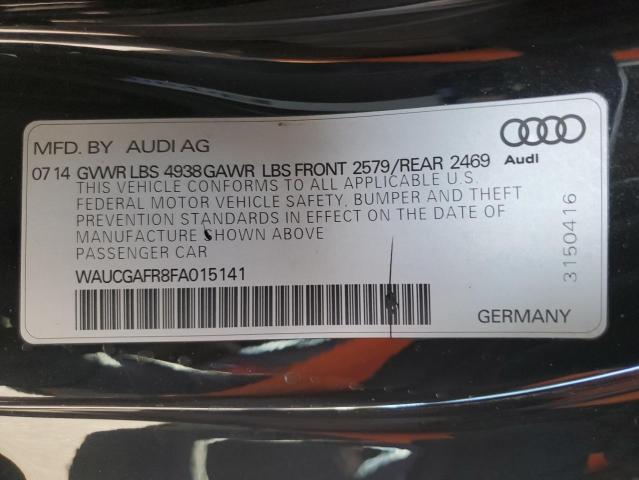 MFD. BY AUDI AG
Audi
07 14 GVWR LBS 4938 GAWR LBS FRONT 2579/REAR 2469
THIS VEHICLE CONFORMS TO ALL APPLICABLE U.S.
FEDERAL MOTOR VEHICLE SAFETY, BUMPER AND THEFT
PREVENTION STANDARDS IN EFFECT ON THE DATE OF
MANUFACTURE SHOWN ABOVE
PASSENGER CAR
WAUCGAFR8FA015141
3150416
GERMANY